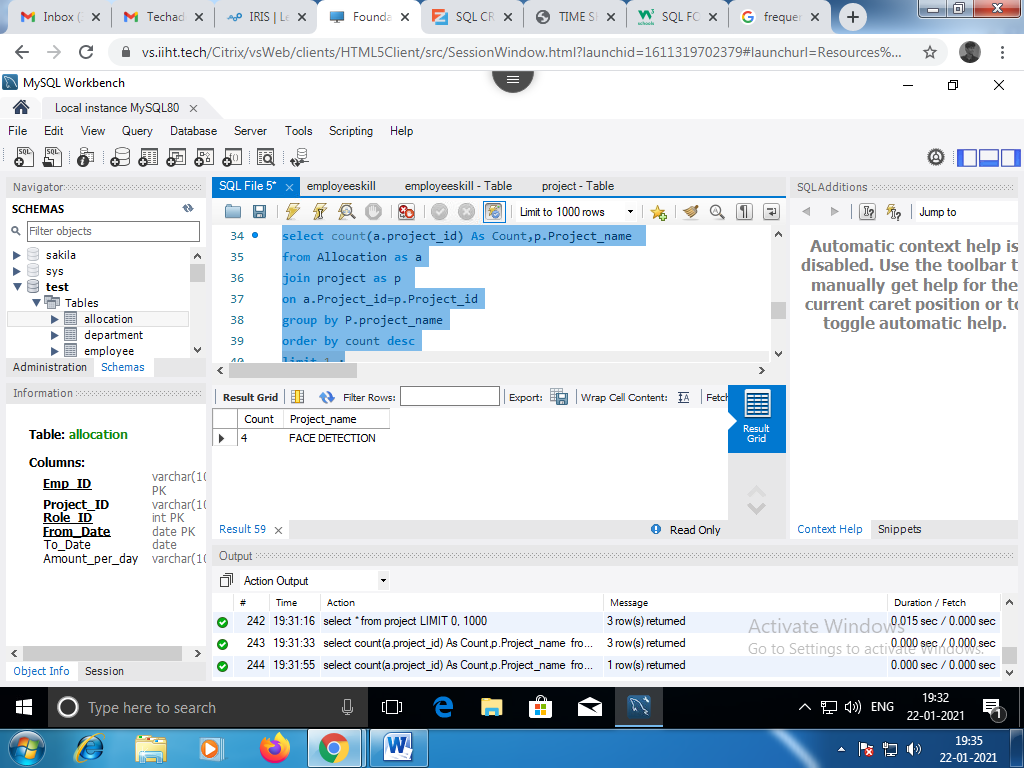 Inbox (
Techad
IRIS | Le
Founda
SQL CR
TIME S
SQL FC
frequer
vs.iiht.tech/Citrix/vsWeb/clients/HTML5Client/src/SessionWindow.html?launchid=1611319702379#launchurl=Resources%...
MySQL Workbench
Local instance MySQL80
File Edit View Query Database Server Tools Scripting Help
Navigator
SCHEMAS
Filter objects
sakila
sys
test
Tables
allocation
department
employee
Administration Schemas
Information
Table: allocation
Columns:
Emp_ID varchar(10
PK
Project_ID varchar(10
Role_ID int PK
From_Date date PK
To_Date date
Amount_per_day varchar(10
Object Info Session
SQL File 5* employeeskill employeeskill - Table project - Table
Limit to 1000 rows
34 select count(a.project_id) As Count,p.Project_name
35 from Allocation as a
36 join project as p
37 on a.Project_id=p.Project_id
38 group by P.project_name
39 order by count desc
40 limit 1 ;
Result Grid Filter Rows: Export: Wrap Cell Content: Fetch
Count Project_name
4 FACE DETECTION
Result Grid
Result 59 Read Only
SQLAdditions
Jump to
Automatic context help is
disabled. Use the toolbar t
manually get help for the
current caret position or to
toggle automatic help.
Context Help Snippets
Output
Action Output
# Time Action Message Duration / Fetch
242 19:31:16 select * from project LIMIT 0, 1000 3 row(s) returned 0.015 sec / 0.000 sec
243 19:31:33 select count(a.project_id) As Count,p.Project_name fro... 3 row(s) returned 0.000 sec / 0.000 sec
244 19:31:55 select count(a.project_id) As Count,p.Project_name fro... 1 row(s) returned 0.000 sec / 0.000 sec
Activate Windows
Go to Settings to activate Windows.
Type here to search
ENG
19:32
22-01-2021
1
19:35
22-01-2021